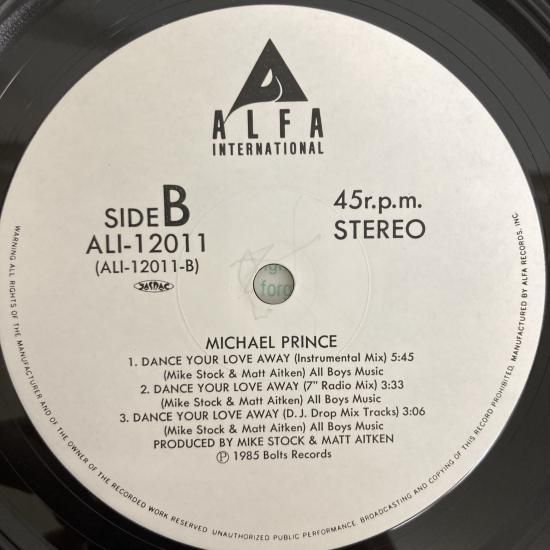 ALFA
INTERNATIONAL
SIDE B
ALI-12011
(ALI-12011-B)
45r.p.m.
STEREO
JASRAC
forg
MICHAEL PRINCE
1. DANCE YOUR LOVE AWAY (Instrumental Mix) 5:45
(Mike Stock & Matt Aitken) All Boys Music
2. DANCE YOUR LOVE AWAY (7" Radio Mix) 3:33
(Mike Stock & Matt Aitken) All Boys Music
3. DANCE YOUR LOVE AWAY (D.J. Drop Mix Tracks) 3:06
(Mike Stock & Matt Aitken) All Boys Music
PRODUCED BY MIKE STOCK & MATT AITKEN
℗ 1985 Bolts Records
WARNING ALL RIGHTS OF THE MANUFACTURER AND OF THE OWNER OF THE RECORDED WORK RESERVED. UNAUTHORIZED PUBLIC PERFORMANCE. BROADCASTING AND COPYING OF THIS RECORD PROHIBITED. MANUFACTURED BY ALFA RECORDS, INC.